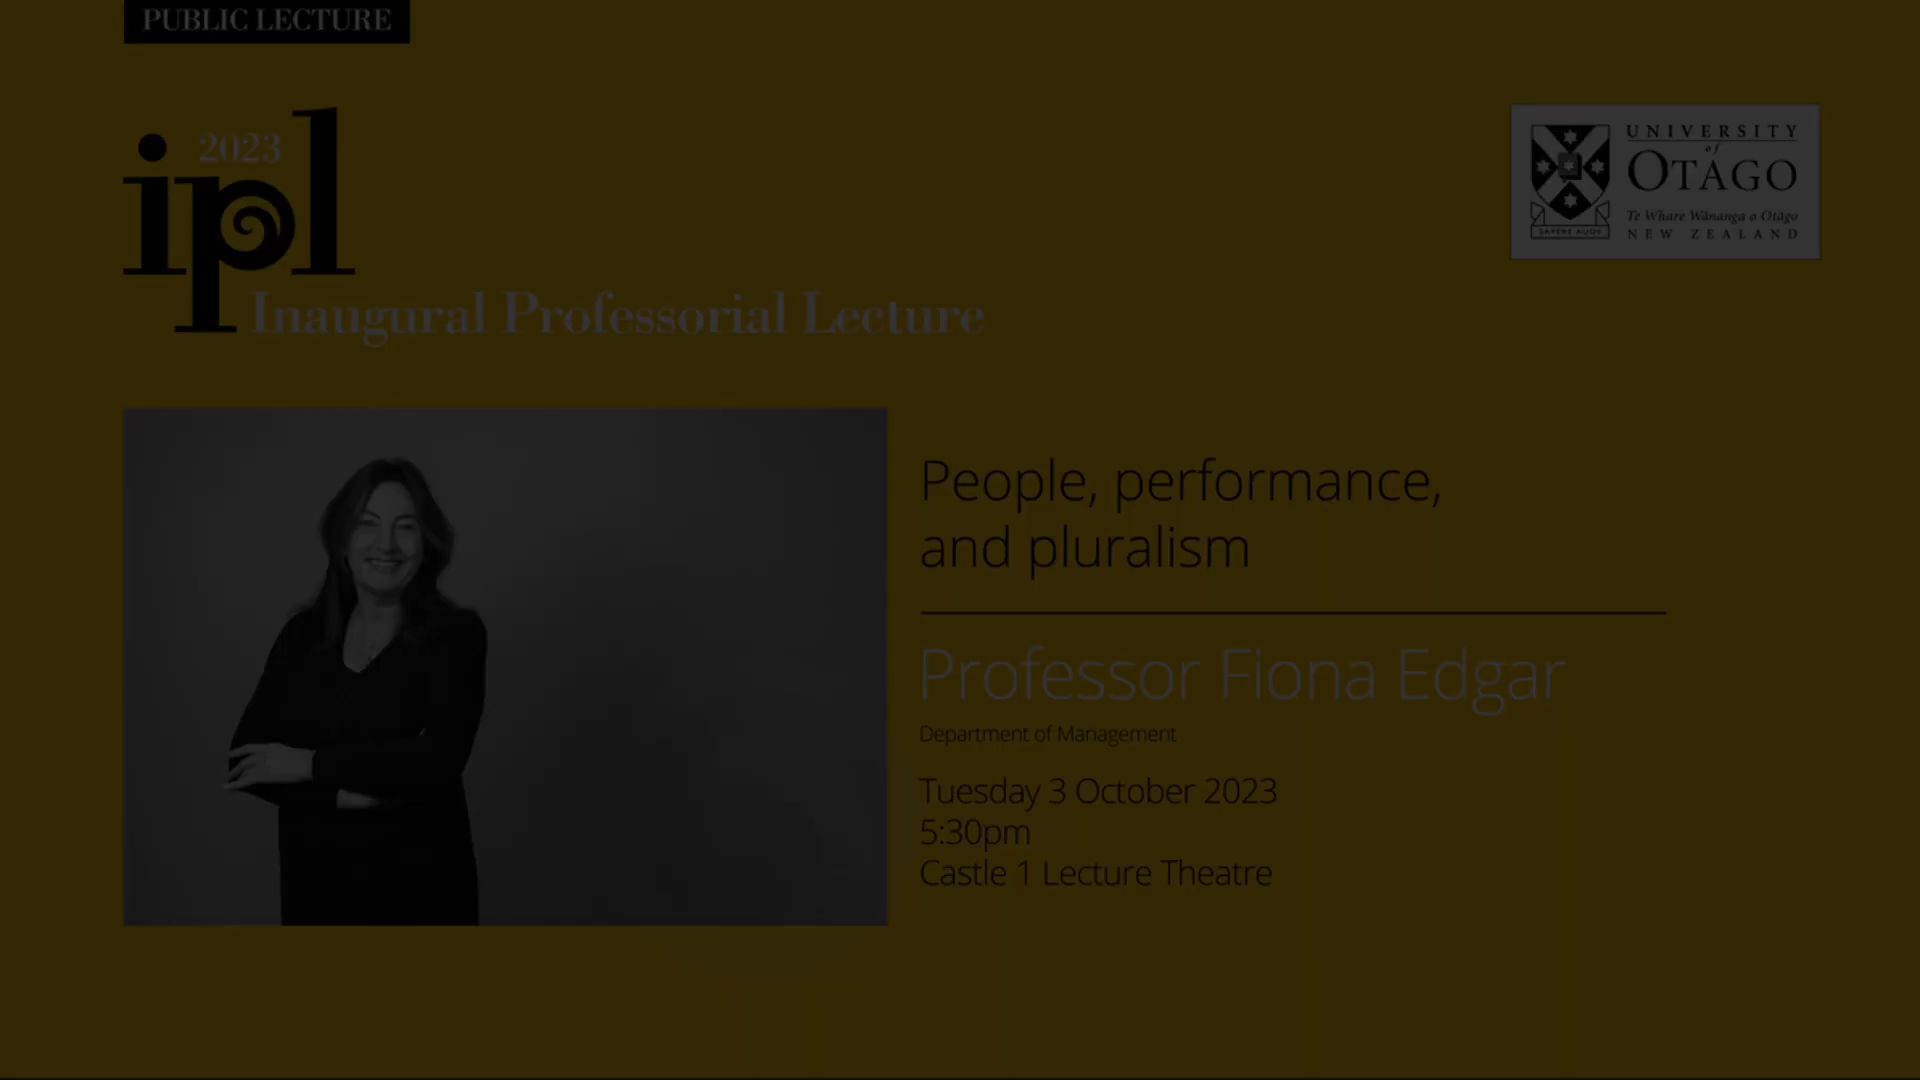 PUBLIC LECTURE
2023
ipl
Inaugural Professorial Lecture
UNIVERSITY
of
OTAGO
Te Whare Wānanga o Otāgo
NEW ZEALAND
SAPERE AUDE
People, performance,
and pluralism
Professor Fiona Edgar
Department of Management
Tuesday 3 October 2023
5:30pm
Castle 1 Lecture Theatre